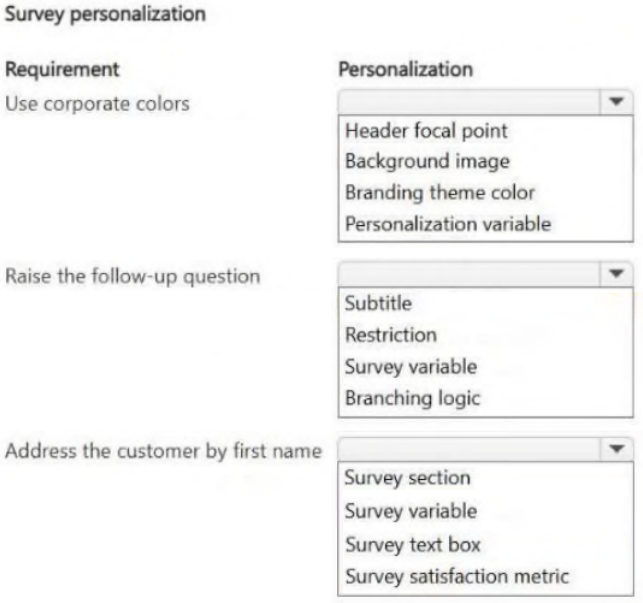 Survey personalization
Requirement Personalization
Use corporate colors
Header focal point
Background image
Branding theme color
Personalization variable
Raise the follow-up question
Subtitle
Restriction
Survey variable
Branching logic
Address the customer by first name
Survey section
Survey variable
Survey text box
Survey satisfaction metric